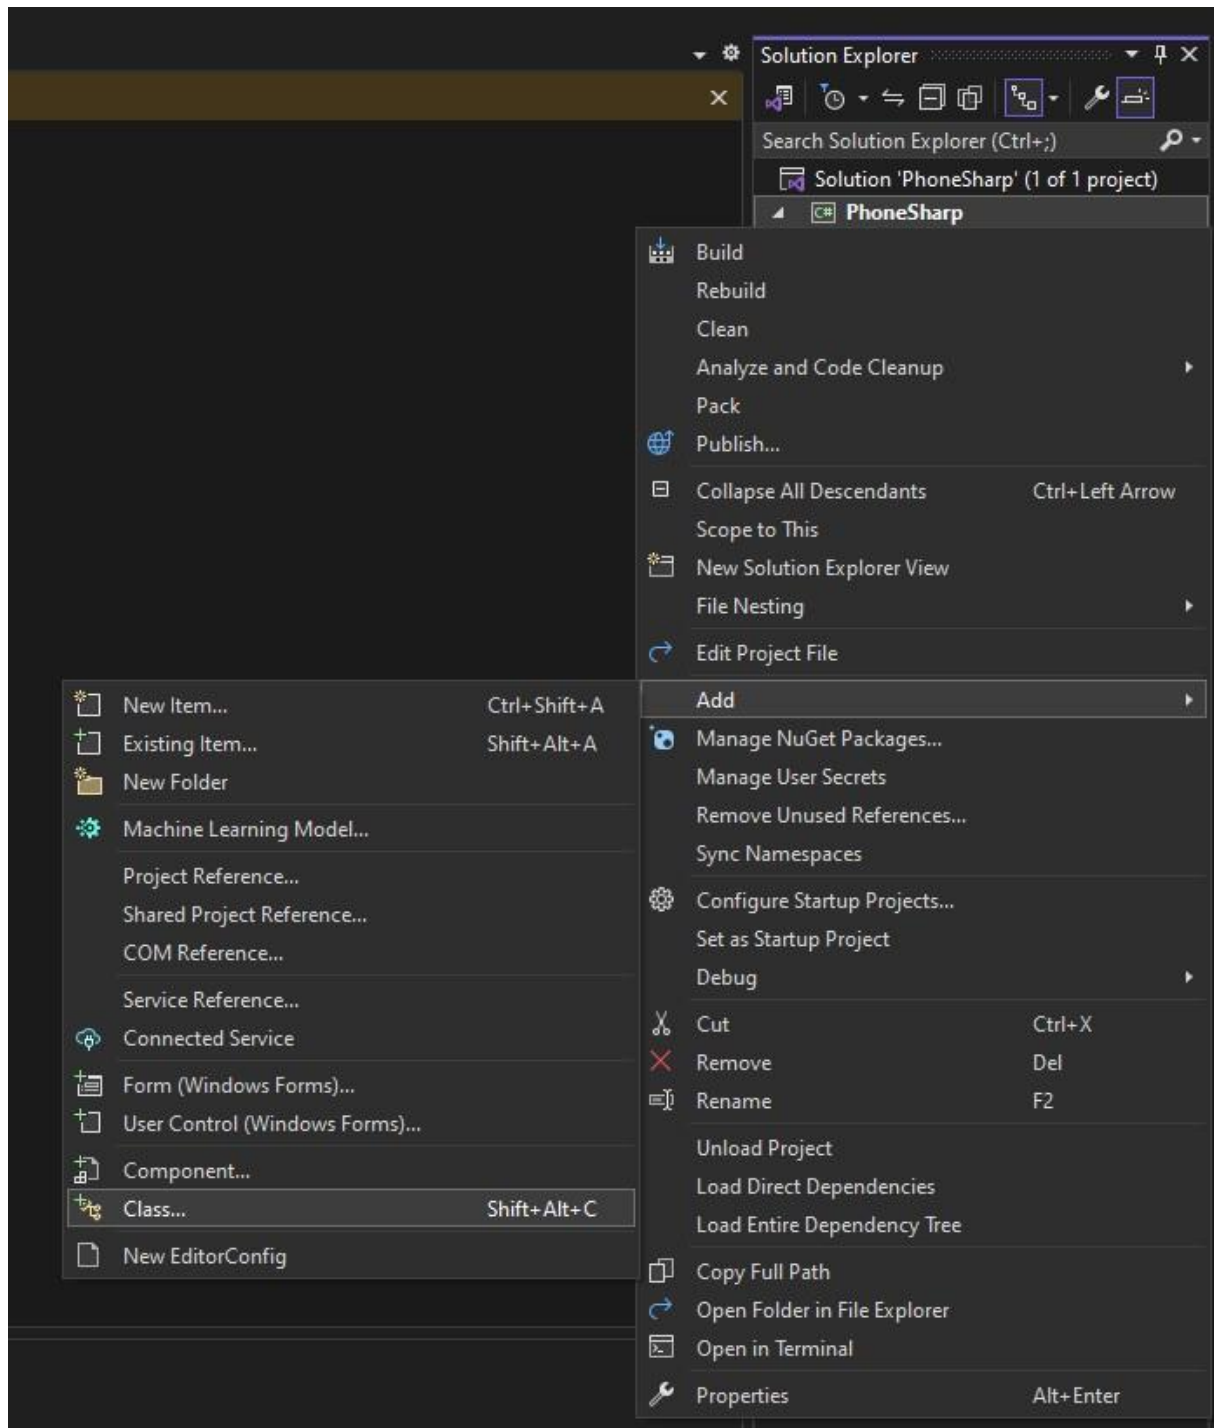 Solution Explorer
Search Solution Explorer (Ctrl+;)
Solution 'PhoneSharp' (1 of 1 project)
C# PhoneSharp
Build
Rebuild
Clean
Analyze and Code Cleanup
Pack
Publish...
Collapse All Descendants Ctrl+Left Arrow
Scope to This
New Solution Explorer View
File Nesting
Edit Project File
Add
Manage NuGet Packages...
Manage User Secrets
Remove Unused References...
Sync Namespaces
Configure Startup Projects...
Set as Startup Project
Debug
Cut Ctrl+X
Remove Del
Rename F2
Unload Project
Load Direct Dependencies
Load Entire Dependency Tree
Copy Full Path
Open Folder in File Explorer
Open in Terminal
Properties Alt+Enter
New Item... Ctrl+Shift+A
Existing Item... Shift+Alt+A
New Folder
Machine Learning Model...
Project Reference...
Shared Project Reference...
COM Reference...
Service Reference...
Connected Service
Form (Windows Forms)...
User Control (Windows Forms)...
Component...
Class... Shift+Alt+C
New EditorConfig